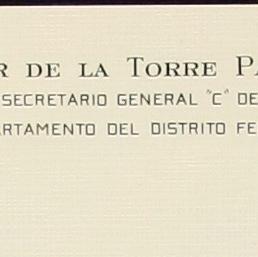 R DE LA TORRE PA
SECRETARIO GENERAL "C" DE
ARTAMENTO DEL DISTRITO FE